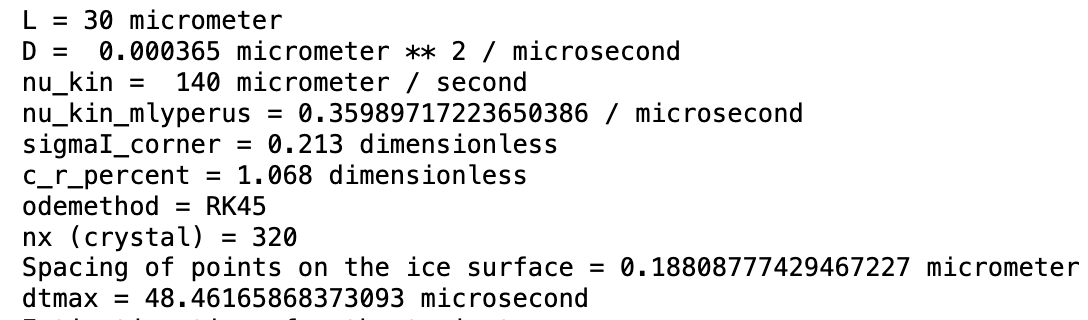 L = 30 micrometer
D =  0.000365 micrometer ** 2 / microsecond
nu_kin =  140 micrometer / second
nu_kin_mlyperus = 0.35989717223650386 / microsecond
sigmaI_corner = 0.213 dimensionless
c_r_percent = 1.068 dimensionless
odemethod = RK45
nx (crystal) = 320
Spacing of points on the ice surface = 0.18808777429467227 micrometer
dtmax = 48.46165868373093 microsecond